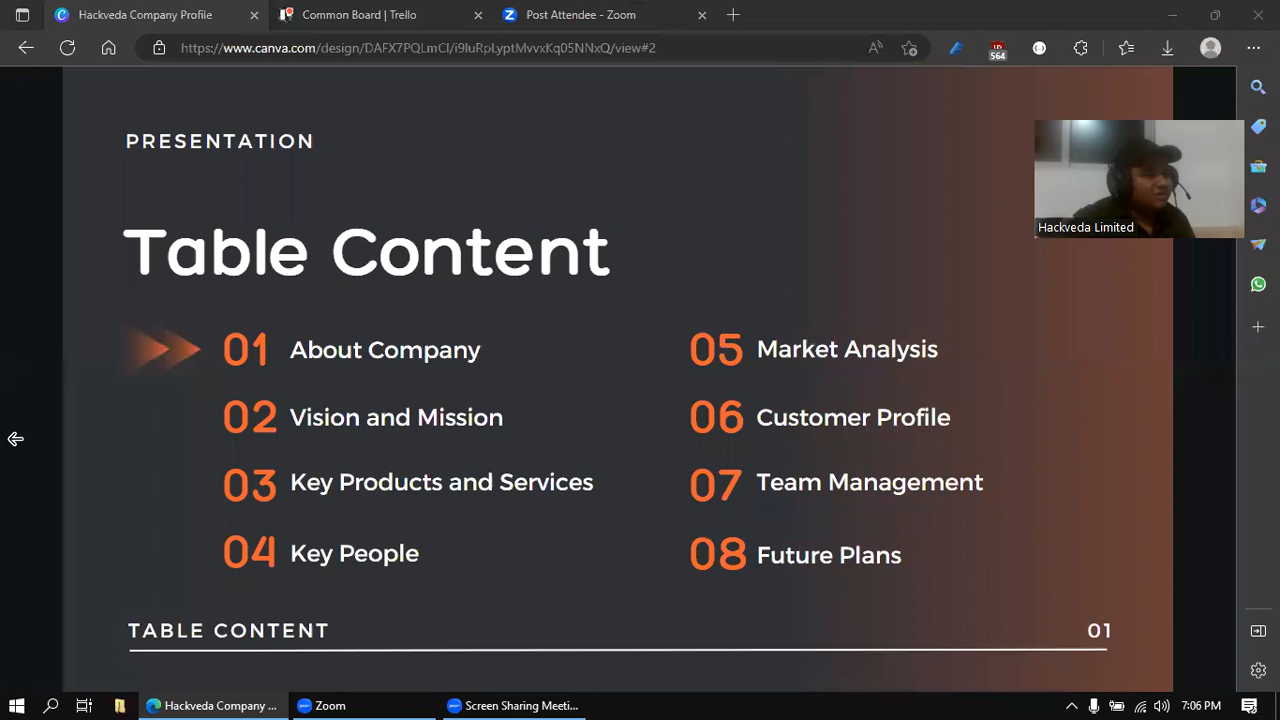 Hackveda Company Profile
Common Board | Trello
Post Attendee - Zoom
https://www.canva.com/design/DAFX7PQLmCI/i9IuRpLyptMvvxKq05NNxQ/view#2
564
PRESENTATION
Hackveda Limited
Table Content
01 About Company
02 Vision and Mission
03 Key Products and Services
04 Key People
05 Market Analysis
06 Customer Profile
07 Team Management
08 Future Plans
TABLE CONTENT
01
Hackveda Company ...
Zoom
Screen Sharing Meeti...
7:06 PM